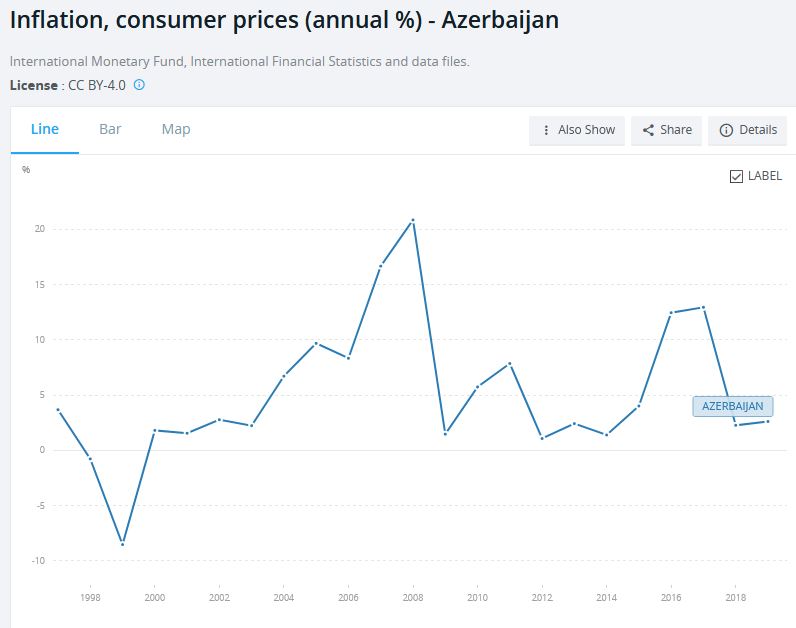 Inflation, consumer prices (annual %) - Azerbaijan
International Monetary Fund, International Financial Statistics and data files.
License : CC BY-4.0
Line Bar Map Also Show Share Details
%
LABEL
20
15
10
5
AZERBAIJAN
0
-5
-10
1998 2000 2002 2004 2006 2008 2010 2012 2014 2016 2018